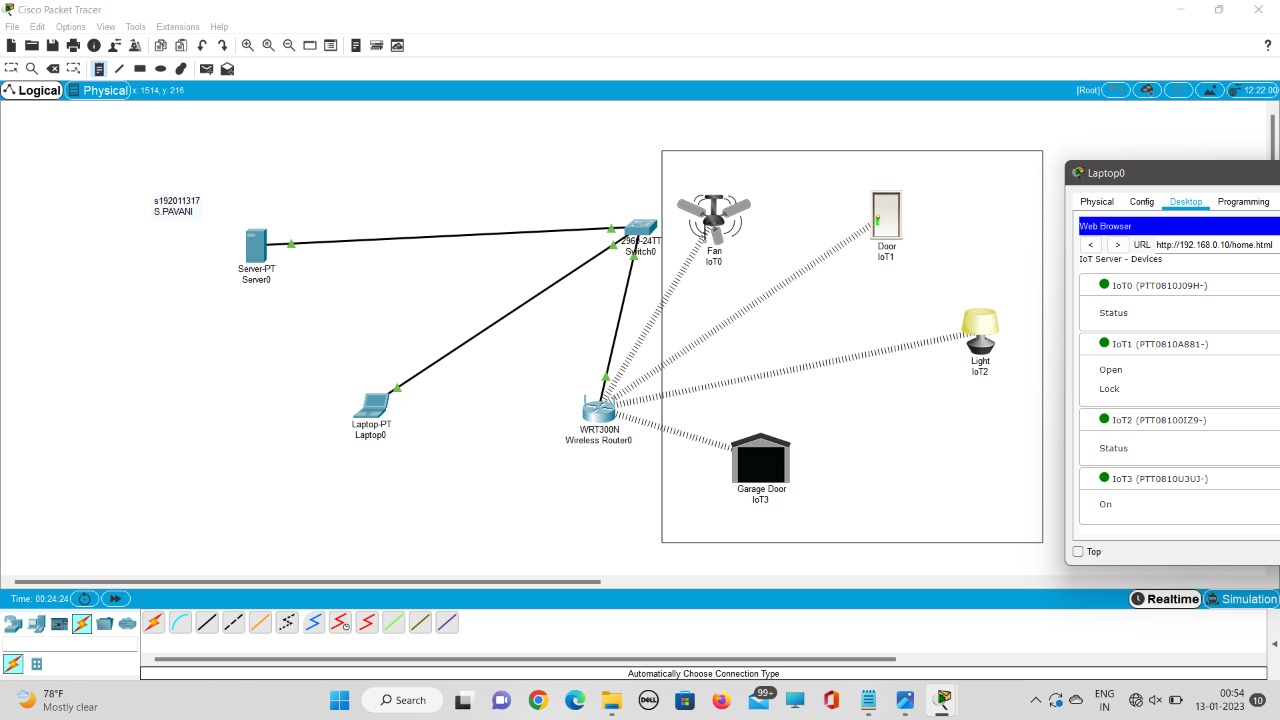 Cisco Packet Tracer
File Edit Options View Tools Extensions Help
?
Logical Physical x: 1514, y: 216 [Root] 12:22:00
s192011317
S.PAVANI
Server-PT
Server0
2960-24TT
Switch0
Fan
IoT0
Door
IoT1
Light
IoT2
Laptop-PT
Laptop0
WRT300N
Wireless Router0
Garage Door
IoT3
Laptop0
Physical Config Desktop Programming
Web Browser
< > URL http://192.168.0.10/home.html
IoT Server - Devices
IoT0 (PTT0810J09H-)
Status
IoT1 (PTT0810A881-)
Open
Lock
IoT2 (PTT08100IZ9-)
Status
IoT3 (PTT0810U3UJ-)
On
Top
Time: 00:24:24 Realtime Simulation
Automatically Choose Connection Type
78°F
Mostly clear
Search
DELL
99+
ENG
IN
00:54
13-01-2023
10